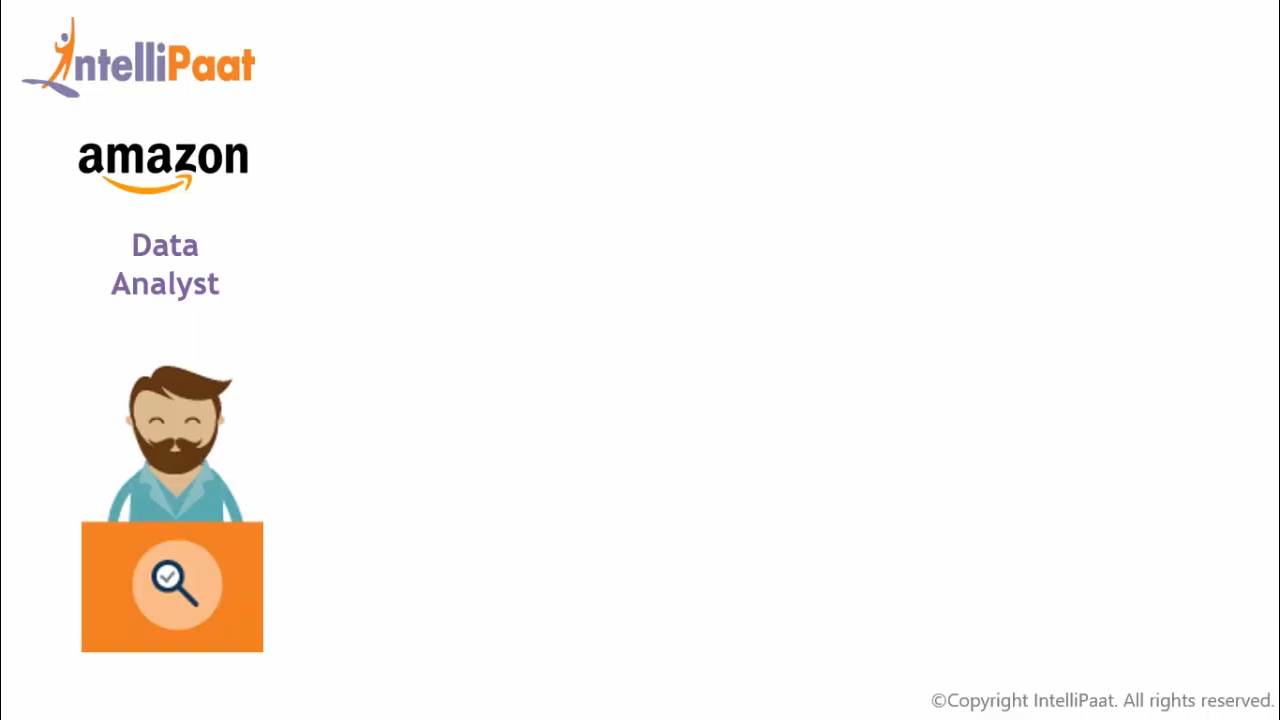 IntelliPaat
amazon
Data
Analyst
©Copyright IntelliPaat. All rights reserved.